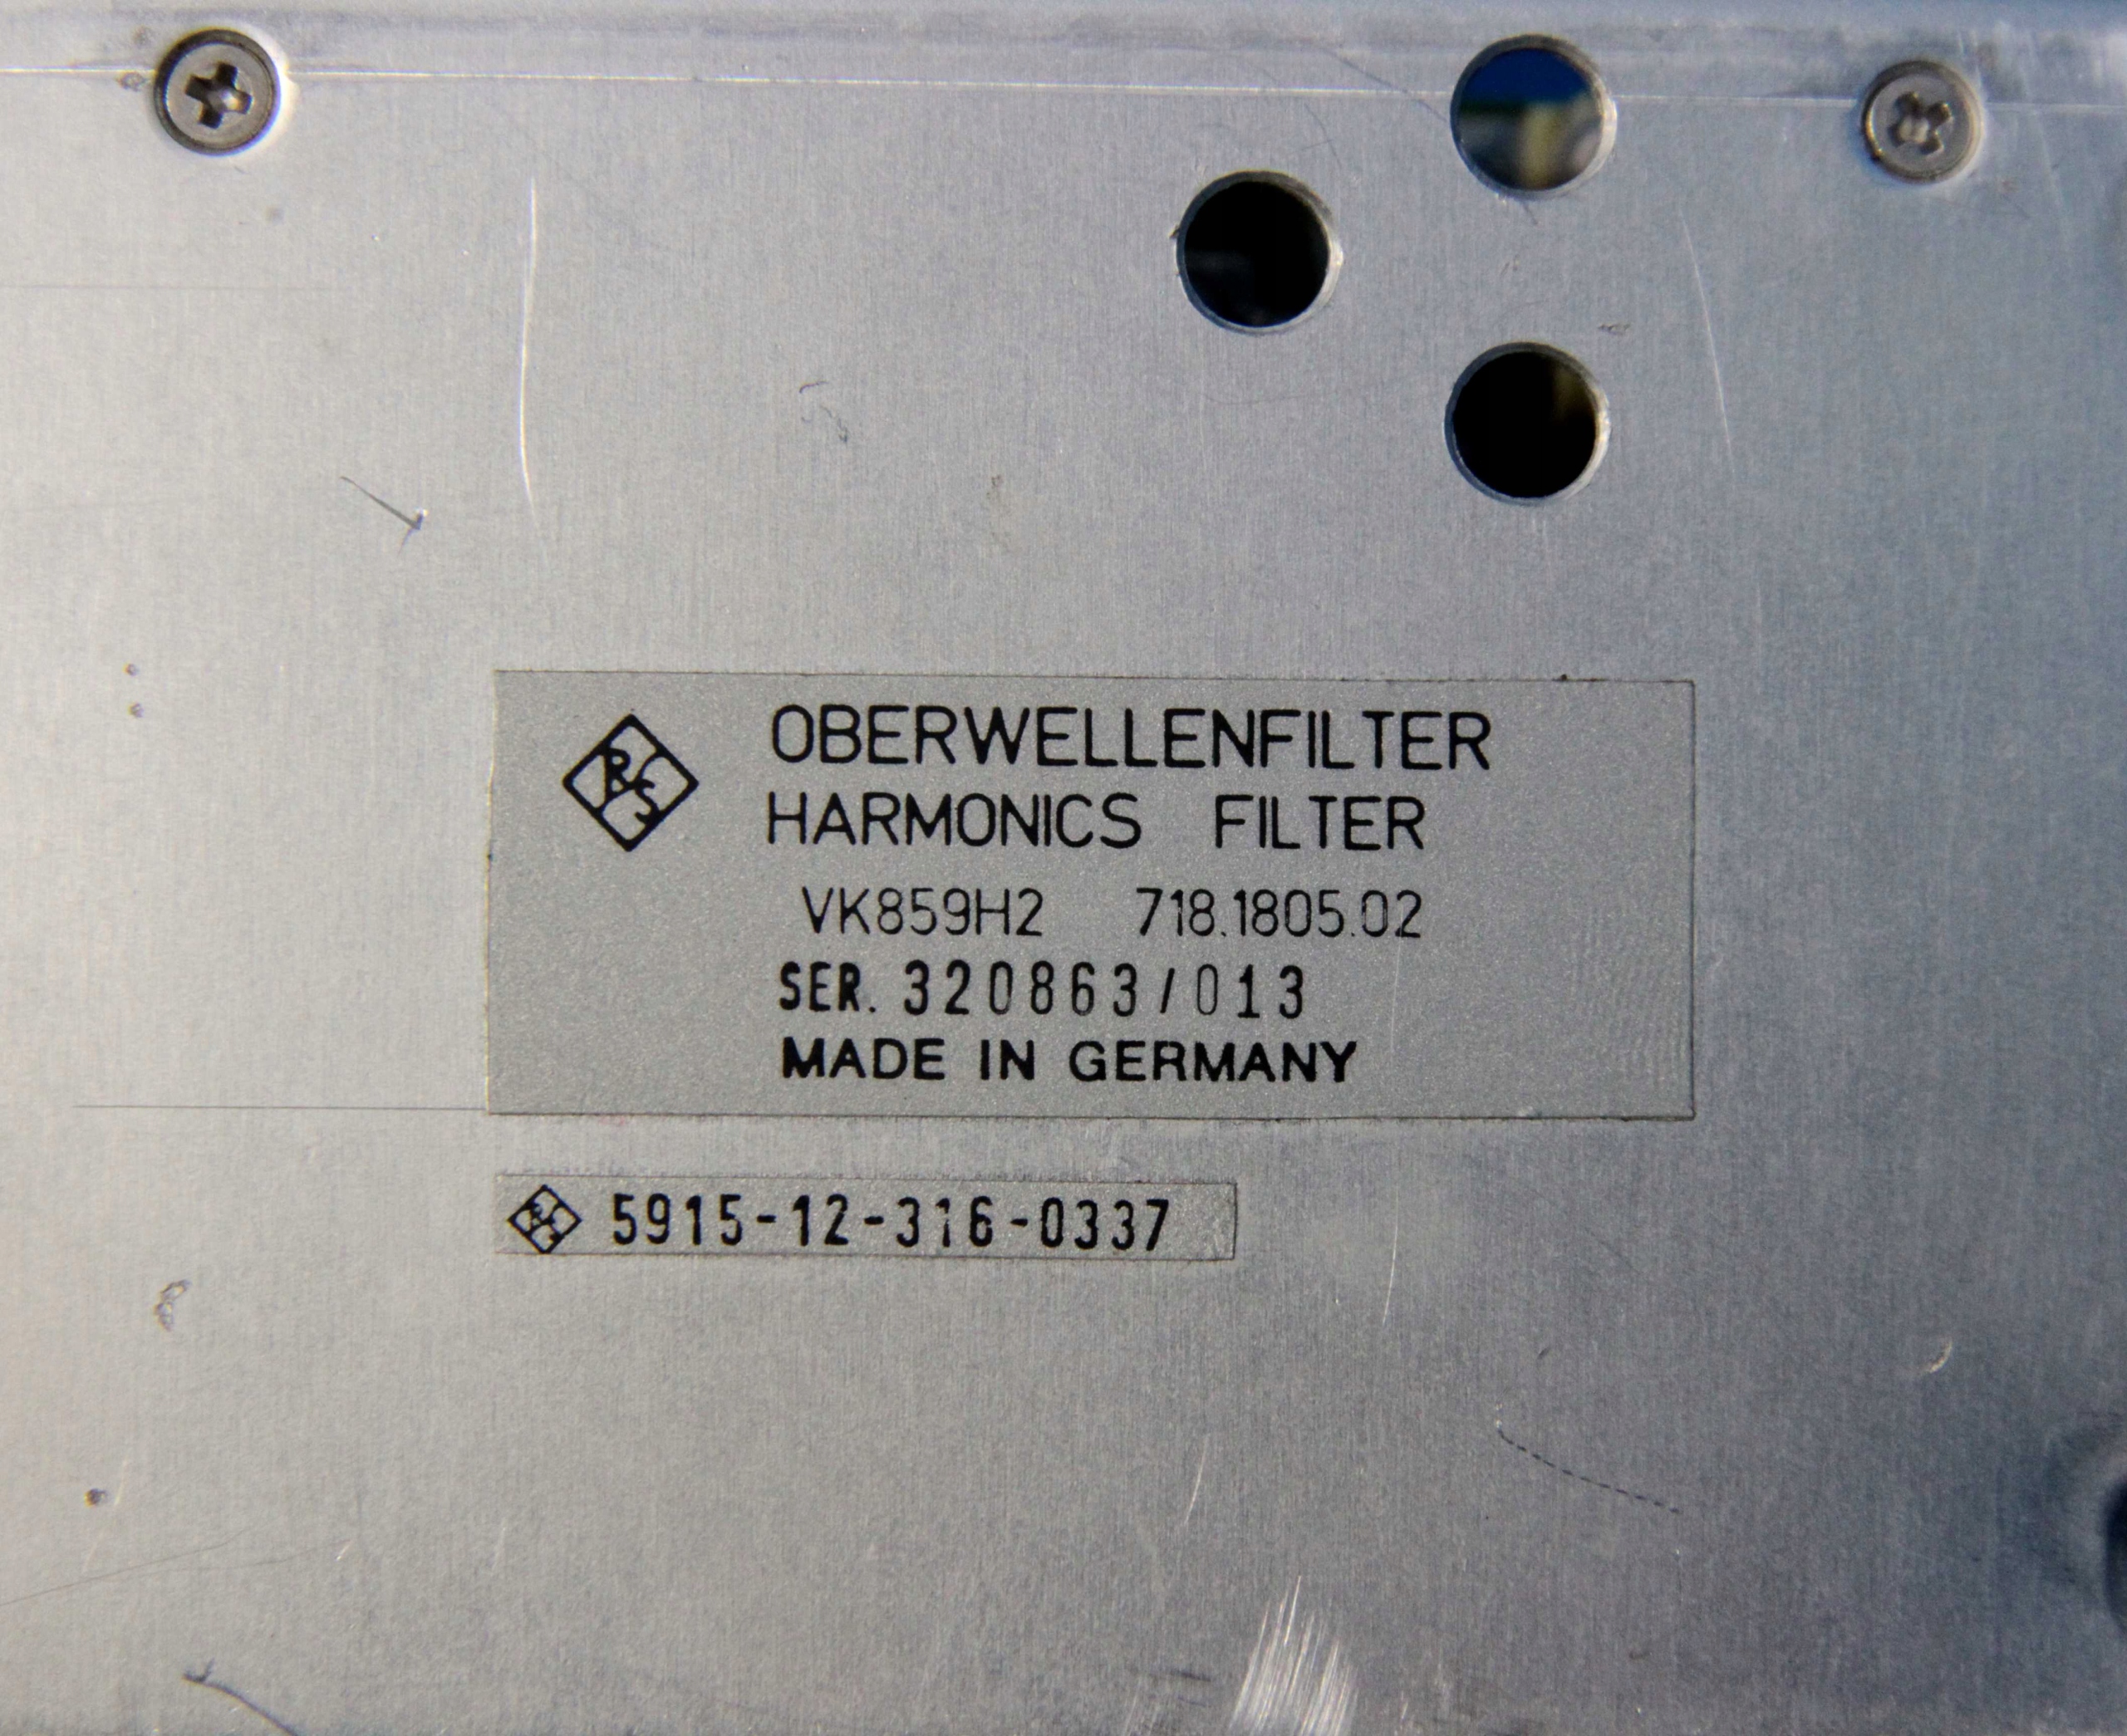 R&S
OBERWELLENFILTER
HARMONICS FILTER
VK859H2 718.1805.02
SER. 320863/013
MADE IN GERMANY
5915-12-316-0337